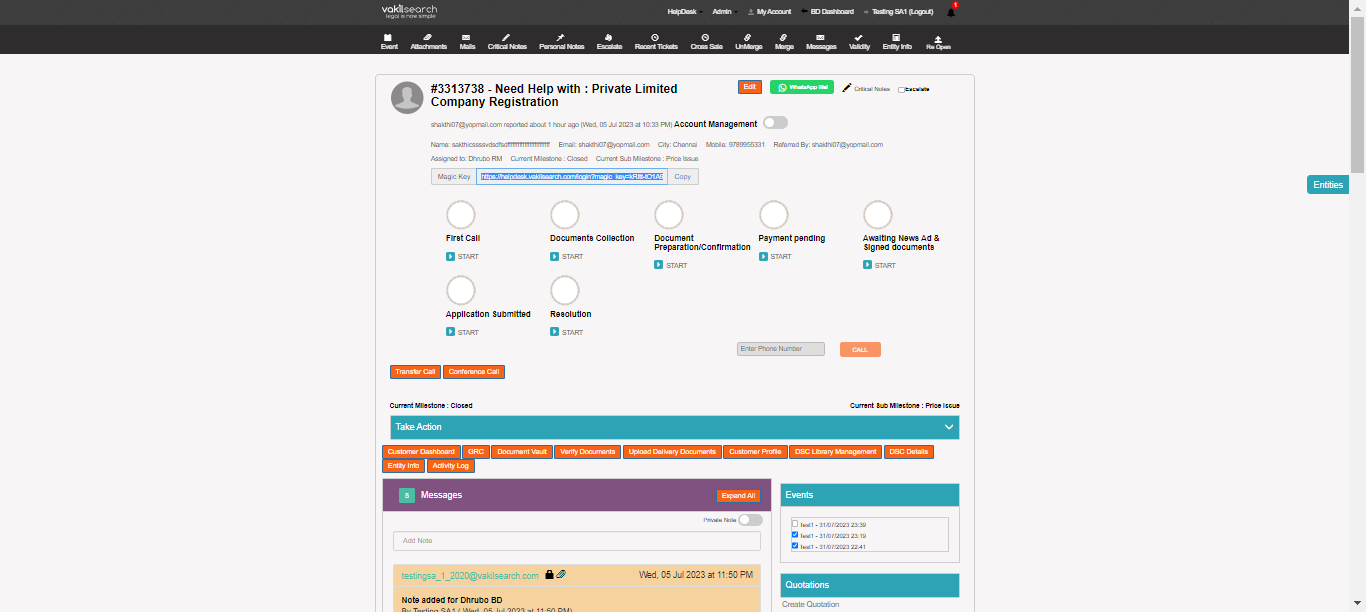 vakilsearch
legal is now simple
HelpDesk Admin My Account BD Dashboard Testing SA1 (Logout) 1
Event Attachments Mails Critical Notes Personal Notes Escalate Recent Tickets Cross Sale UnMerge Merge Messages Validity Entity Info Re Open
#3313738 - Need Help with : Private Limited
Company Registration
Edit WhatsApp Me! Critical Notes Escalate
shakthi07@yopmail.com reported about 1 hour ago (Wed, 05 Jul 2023 at 10:33 PM) Account Management
Email: shakthi07@yopmail.com City: Chennai Mobile: 9789955331 Referred By: shakthi07@yopmail.com
Assigned to: Dhrubo RM Current Milestone : Closed Current Sub Milestone : Price Issue
Magic Key Copy
Entities
First Call Documents Collection Document Preparation/Confirmation Payment pending Awaiting News Ad & Signed documents
START START START START START
Application Submitted Resolution
START START
Enter Phone Number CALL
Transfer Call Conference Call
Current Milestone : Closed Current Sub Milestone : Price Issue
Take Action
Customer Dashboard GRC Document Vault Verify Documents Upload Delivery Documents Customer Profile DSC Library Management DSC Details
Entity Info Activity Log
5 Messages Expand All
Private Note
Add Note
testingsa_1_2020@vakilsearch.com Wed, 05 Jul 2023 at 11:50 PM
Note added for Dhrubo BD
By Testing SA1 ( Wed, 05 Jul 2023 at 11:50 PM)
Events
Test1 - 31/07/2023 23:39
Test1 - 31/07/2023 23:19
Test1 - 31/07/2023 22:41
Quotations
Create Quotation